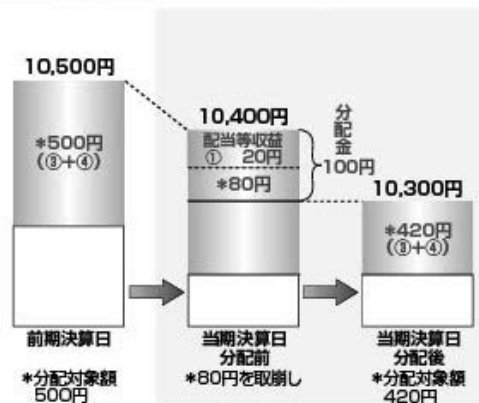 10,500円
*500円
(③+④)
10,400円
配当等収益
① 20円
*80円
分配金
100円
10,300円
*420円
(③+④)
前期決算日
当期決算日
分配前
当期決算日
分配後
*分配対象額
500円
*80円を取崩し
*分配対象額
420円